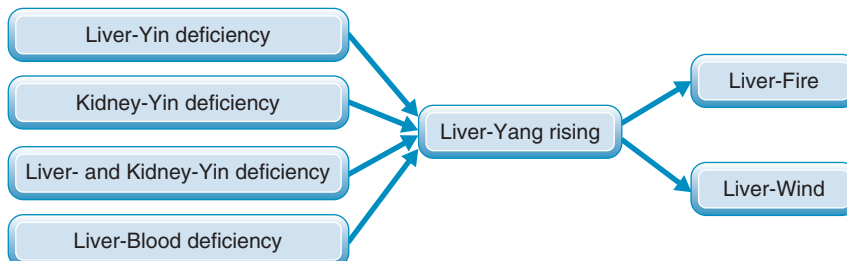 Liver-Yin deficiency
Kidney-Yin deficiency
Liver- and Kidney-Yin deficiency
Liver-Blood deficiency
Liver-Yang rising
Liver-Fire
Liver-Wind